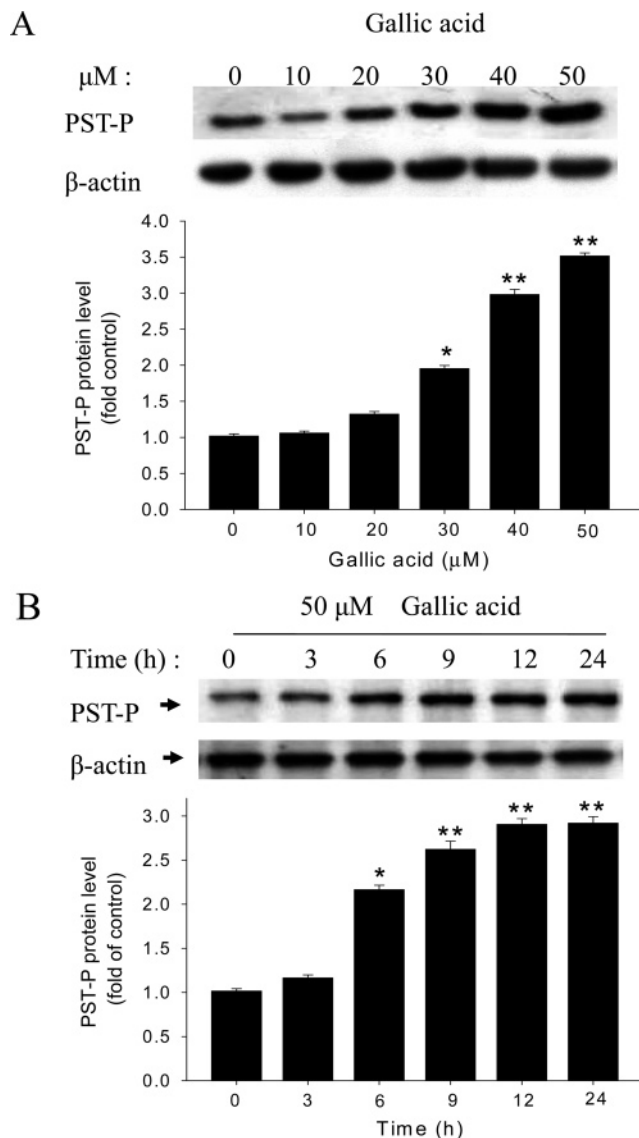 A
Gallic acid
μM : 0 10 20 30 40 50
PST-P
β-actin
PST-P protein level
(fold control)
4.0
3.5
3.0
2.5
2.0
1.5
1.0
0.5
0.0
* ** **
0 10 20 30 40 50
Gallic acid (μM)
B
50 μM Gallic acid
Time (h) : 0 3 6 9 12 24
PST-P
β-actin
PST-P protein level
(fold of control)
3.0
2.5
2.0
1.5
1.0
0.5
0.0
* ** ** **
0 3 6 9 12 24
Time (h)